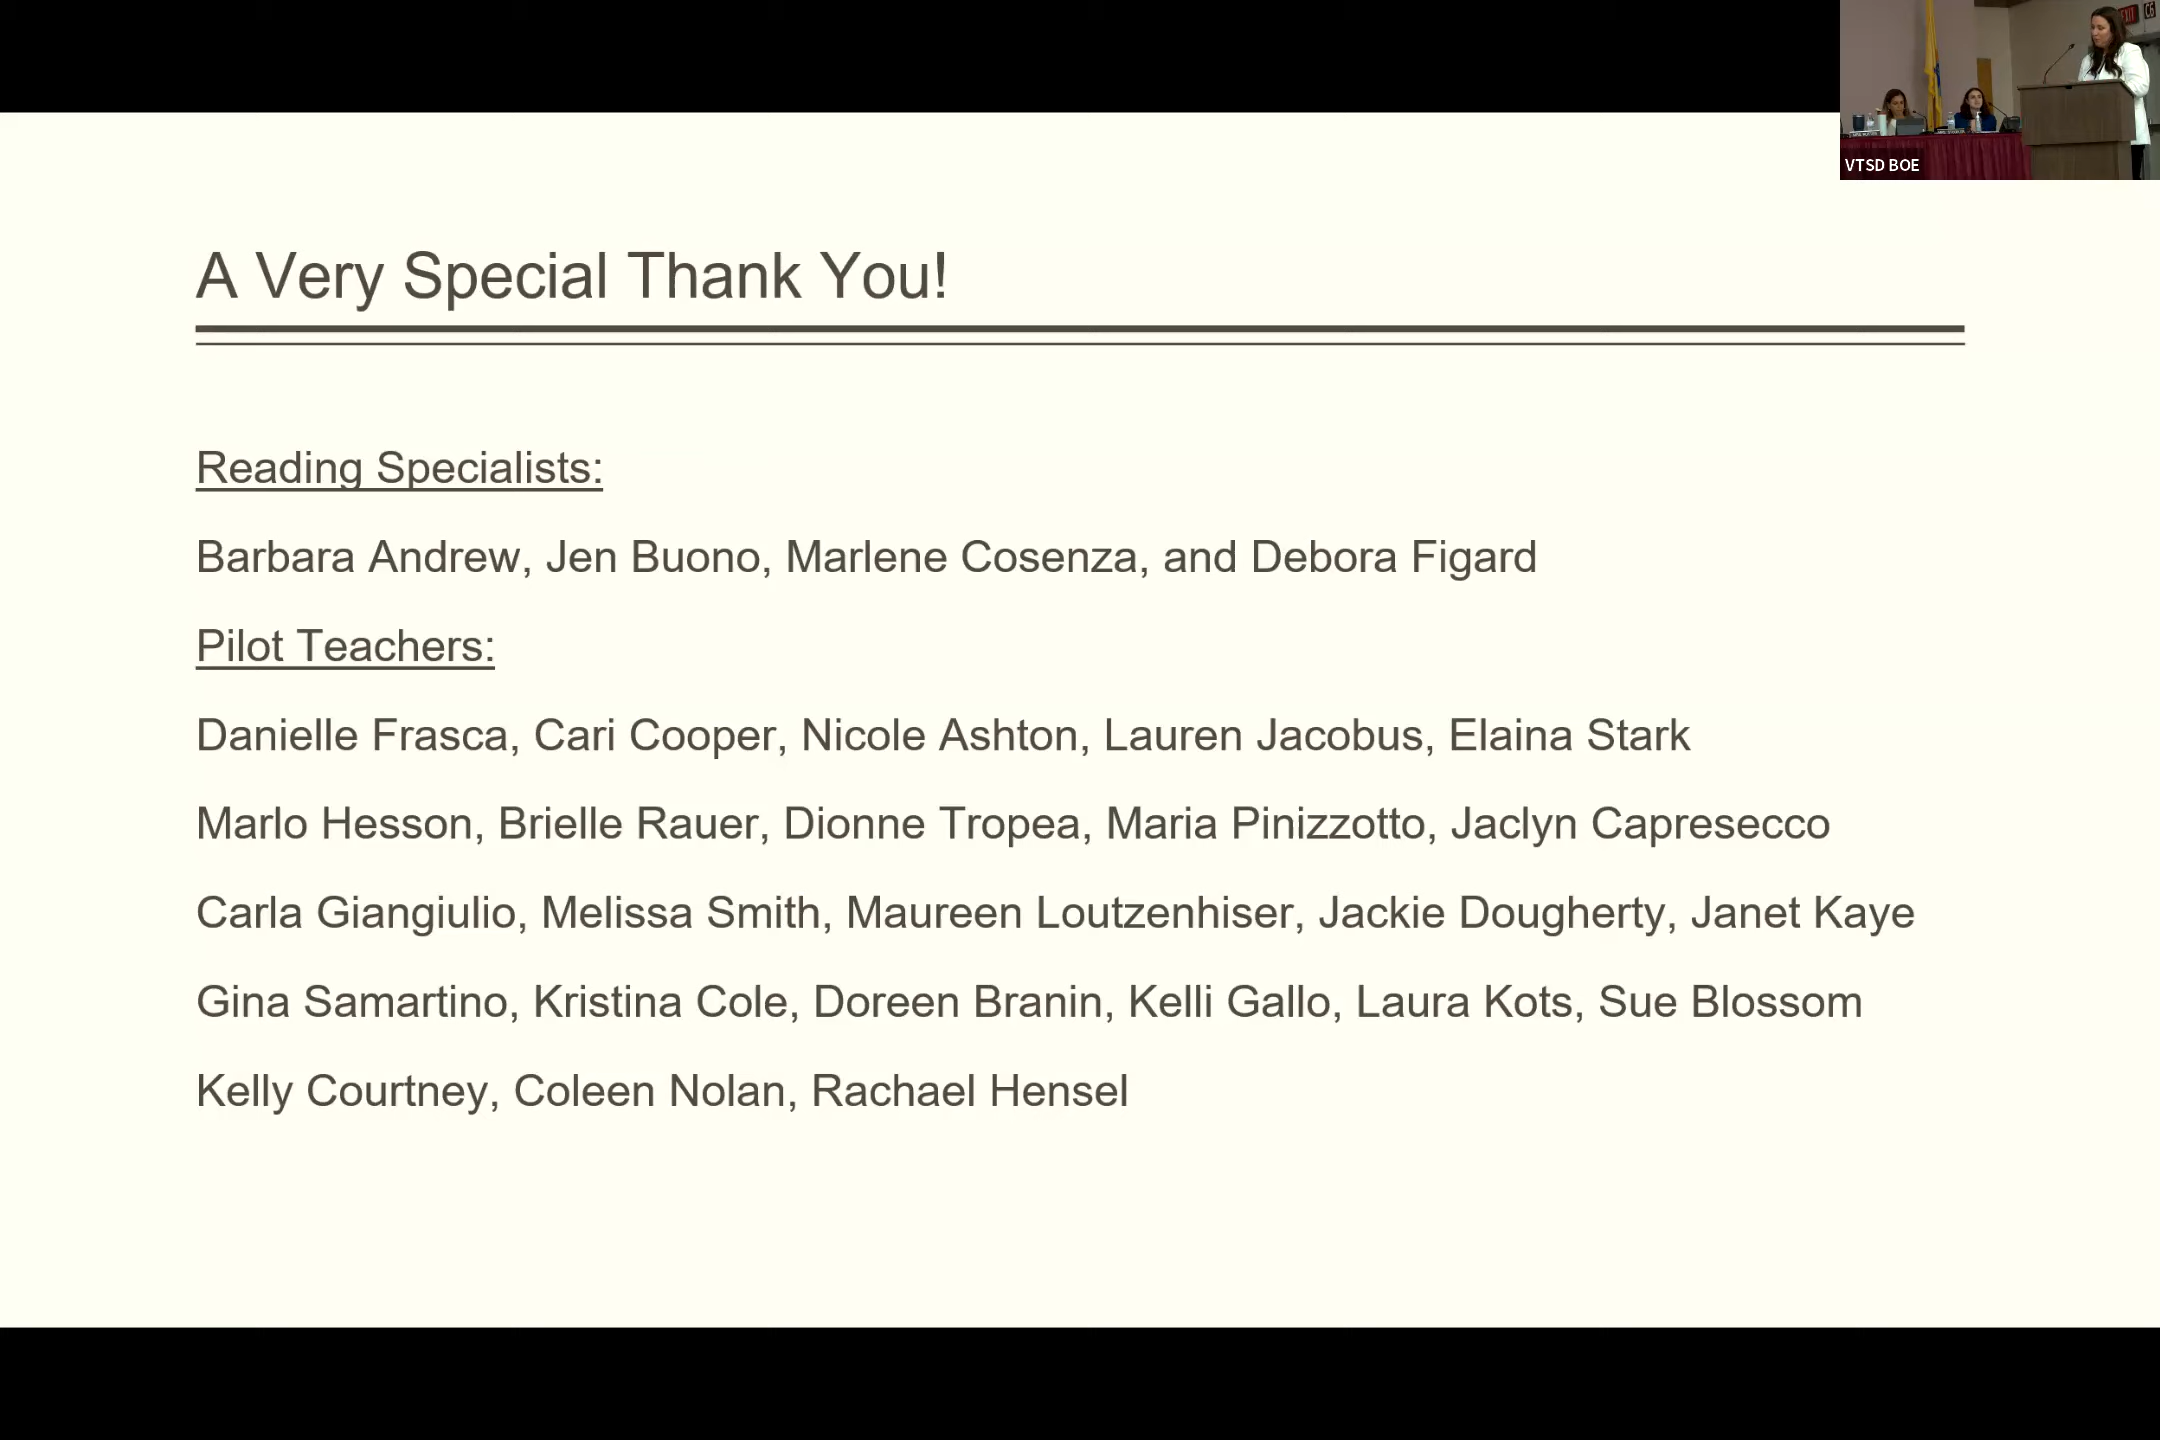 A Very Special Thank You!
Reading Specialists:
Barbara Andrew, Jen Buono, Marlene Cosenza, and Debora Figard
Pilot Teachers:
Danielle Frasca, Cari Cooper, Nicole Ashton, Lauren Jacobus, Elaina Stark
Marlo Hesson, Brielle Rauer, Dionne Tropea, Maria Pinizzotto, Jaclyn Capresecco
Carla Giangiulio, Melissa Smith, Maureen Loutzenhiser, Jackie Dougherty, Janet Kaye
Gina Samartino, Kristina Cole, Doreen Branin, Kelli Gallo, Laura Kots, Sue Blossom
Kelly Courtney, Coleen Nolan, Rachael Hensel
EXIT
VTSD BOE